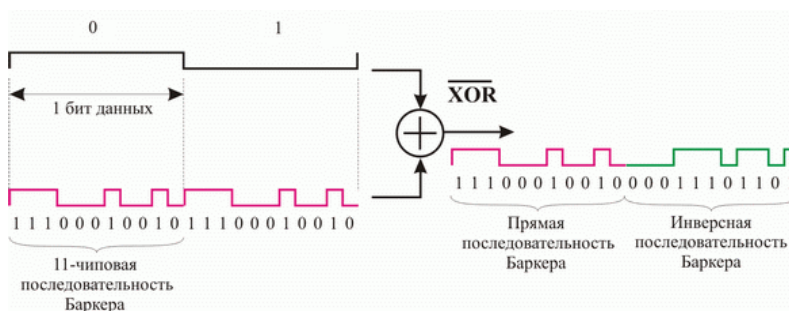 0 1
1 бит данных
XOR
1 1 1 0 0 0 1 0 0 1 0 1 1 1 0 0 0 1 0 0 1 0
1 1 1 0 0 0 1 0 0 1 0 0 0 0 1 1 1 0 1 1 0
11-чиповая
последовательность
Баркера
Прямая
последовательность
Баркера
Инверсная
последовательность
Баркера